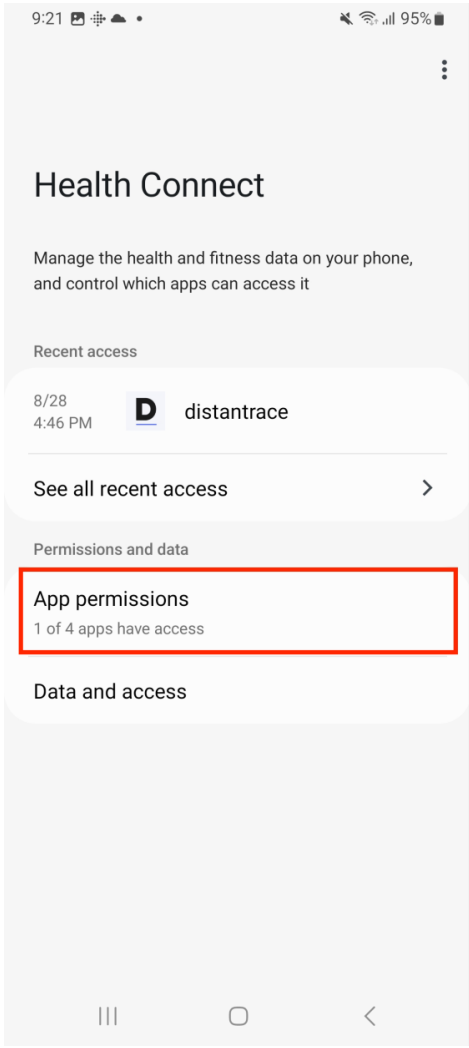 9:21 95%
Health Connect
Manage the health and fitness data on your phone,
and control which apps can access it
Recent access
8/28
4:46 PM
D distantrace
See all recent access
Permissions and data
App permissions
1 of 4 apps have access
Data and access